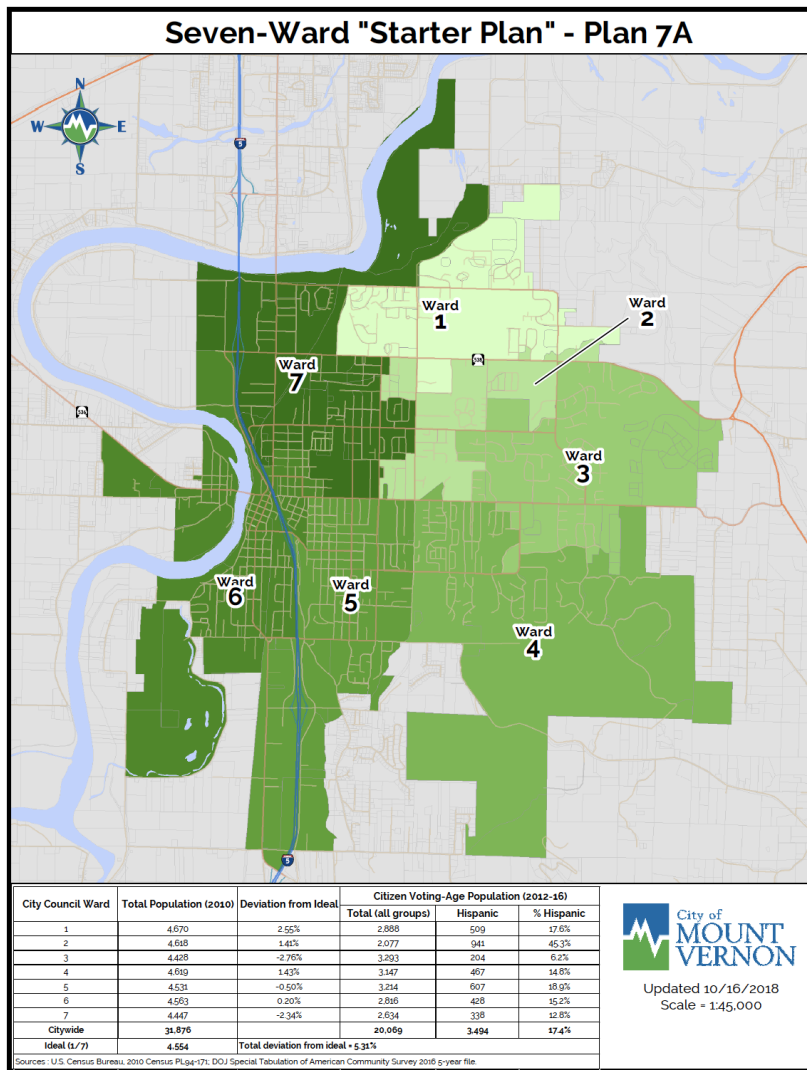 Seven-Ward "Starter Plan" - Plan 7A
N
W E
S
5
Ward
1
Ward
2
538
Ward
7
536
Ward
3
Ward
6
Ward
5
Ward
4
5
City Council Ward Total Population (2010) Deviation from Ideal Citizen Voting-Age Population (2012-16)
Total (all groups) Hispanic % Hispanic
1 4,670 2.55% 2,888 509 17.6%
2 4,618 1.41% 2,077 941 45.3%
3 4,428 -2.76% 3,293 204 6.2%
4 4,619 1.43% 3,147 467 14.8%
5 4,531 -0.50% 3,214 607 18.9%
6 4,563 0.20% 2,816 428 15.2%
7 4,447 -2.34% 2,634 338 12.8%
Citywide 31,876 20,069 3,494 17.4%
Ideal (1/7) 4,554 Total deviation from ideal = 5.31%
Sources : U.S. Census Bureau, 2010 Census PL94-171; DOJ Special Tabulation of American Community Survey 2016 5-year file.
City of
MOUNT
VERNON
Updated 10/16/2018
Scale = 1:45,000